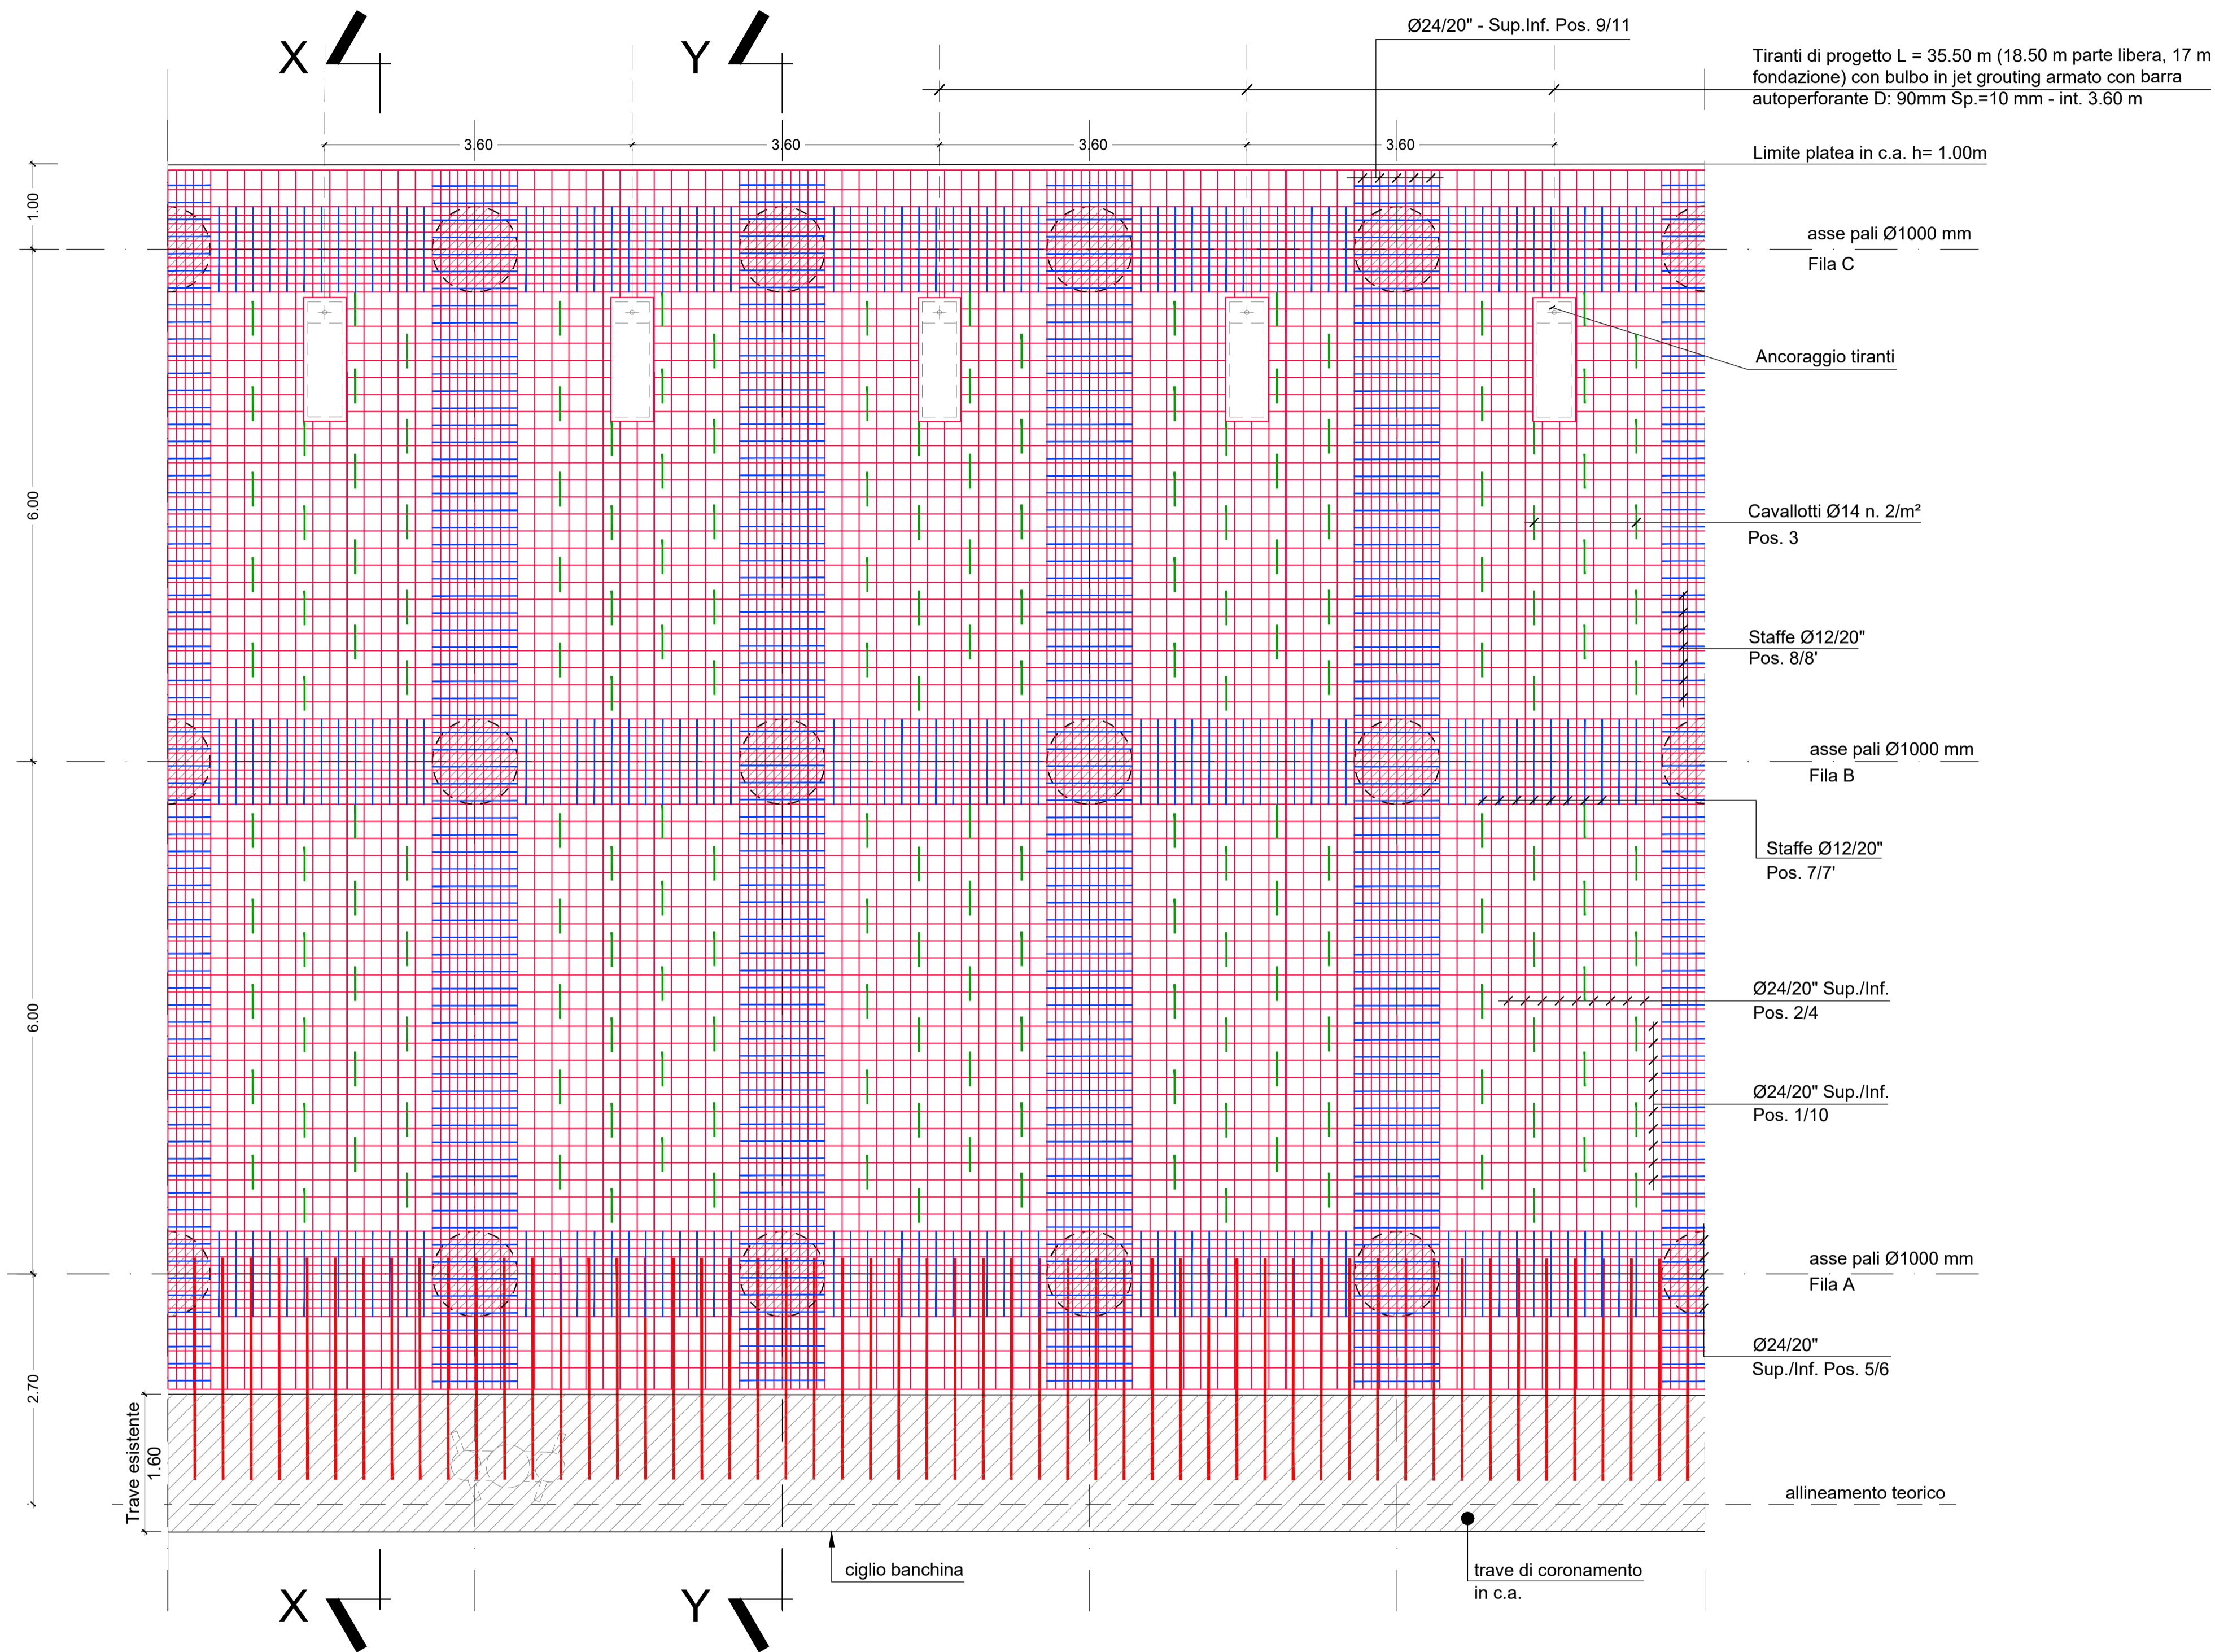 Ø24/20" - Sup.Inf. Pos. 9/11
X
Y
Tiranti di progetto L = 35.50 m (18.50 m parte libera, 17 m
fondazione) con bulbo in jet grouting armato con barra
autoperforante D: 90mm Sp.=10 mm - int. 3.60 m
3.60
3.60
3.60
3.60
Limite platea in c.a. h= 1.00m
1.00
asse pali Ø1000 mm
Fila C
Ancoraggio tiranti
6.00
Cavallotti Ø14 n. 2/m²
Pos. 3
Staffe Ø12/20"
Pos. 8/8'
asse pali Ø1000 mm
Fila B
Staffe Ø12/20"
Pos. 7/7'
6.00
Ø24/20" Sup./Inf.
Pos. 2/4
Ø24/20" Sup./Inf.
Pos. 1/10
asse pali Ø1000 mm
Fila A
Ø24/20"
Sup./Inf. Pos. 5/6
2.70
Trave esistente
1.60
allineamento teorico
ciglio banchina
trave di coronamento
in c.a.
X
Y